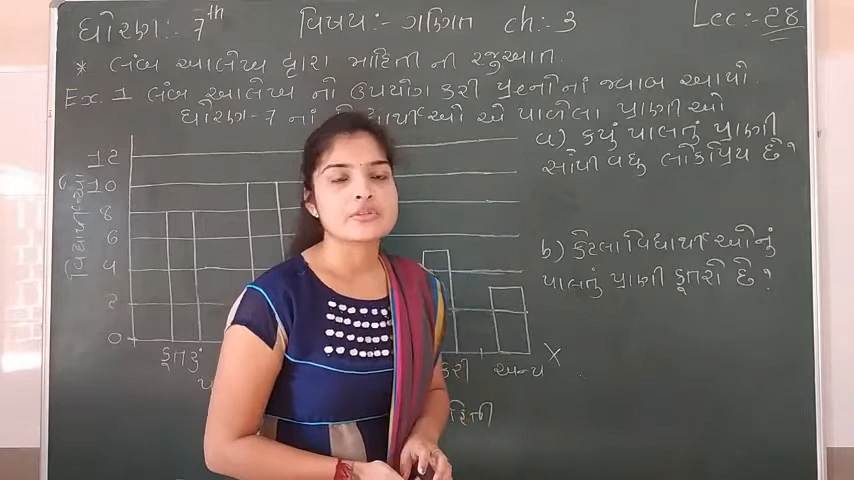 ધોરણ:- 7th વિષય:- ગણિત ch:- 3 Lec:- 28
* લંબ આલેખ દ્વારા માહિતી ની રજુઆત.
Ex. 1 લંબ આલેખ નો ઉપયોગ કરી પ્રશ્નોનાં જવાબ આપો.
ધોરણ-7 નાં એ પાળેલા પ્રાણીઓ
a) કયું પાલતું પ્રાણી
સૌથી વધુ લોકપ્રિય છે?
b) કેટલા વિદ્યાર્થીઓનું
પાલતું પ્રાણી કૂતરો છે?
12
10
8
6
4
2
0
કૂતરું અન્ય X